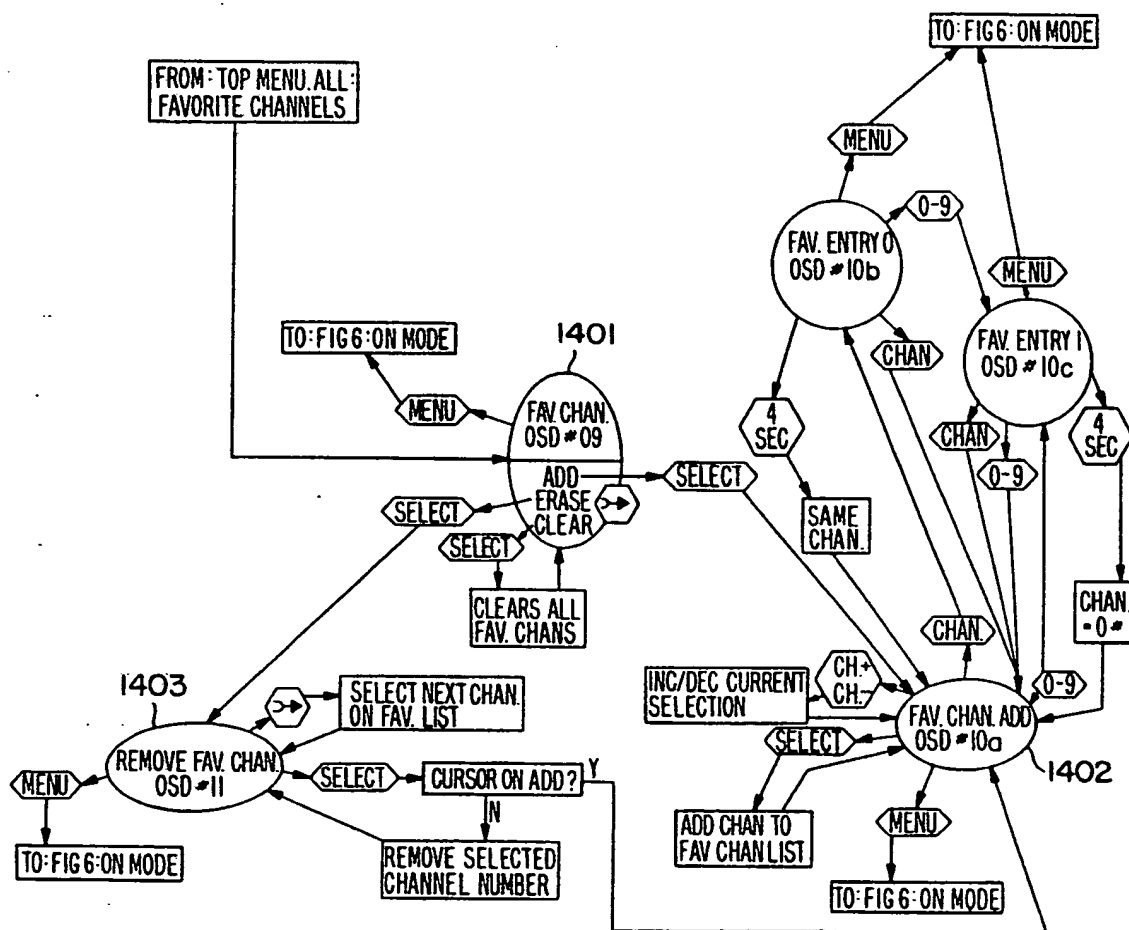 TO:FIG 6:ON MODE
FROM:TOP MENU.ALL:
FAVORITE CHANNELS
MENU
0-9
FAV. ENTRY 0
OSD #10b
MENU
1401
TO:FIG 6:ON MODE
CHAN
FAV. ENTRY 1
OSD #10c
MENU
FAV. CHAN.
OSD #09
4
SEC
CHAN
4
SEC
0-9
ADD
ERASE
CLEAR
SELECT
SELECT
SAME
CHAN.
SELECT
CLEARS ALL
FAV. CHANS
CHAN.
=0#
CHAN.
1403
SELECT NEXT CHAN.
ON FAV. LIST
INC/DEC CURRENT
SELECTION
CH.+
CH.-
0-9
FAV. CHAN. ADD
OSD #10a
REMOVE FAV. CHAN.
OSD #11
SELECT
1402
MENU
SELECT
CURSOR ON ADD?
Y
N
ADD CHAN TO
FAV CHAN LIST
MENU
TO:FIG 6:ON MODE
REMOVE SELECTED
CHANNEL NUMBER
TO:FIG 6:ON MODE